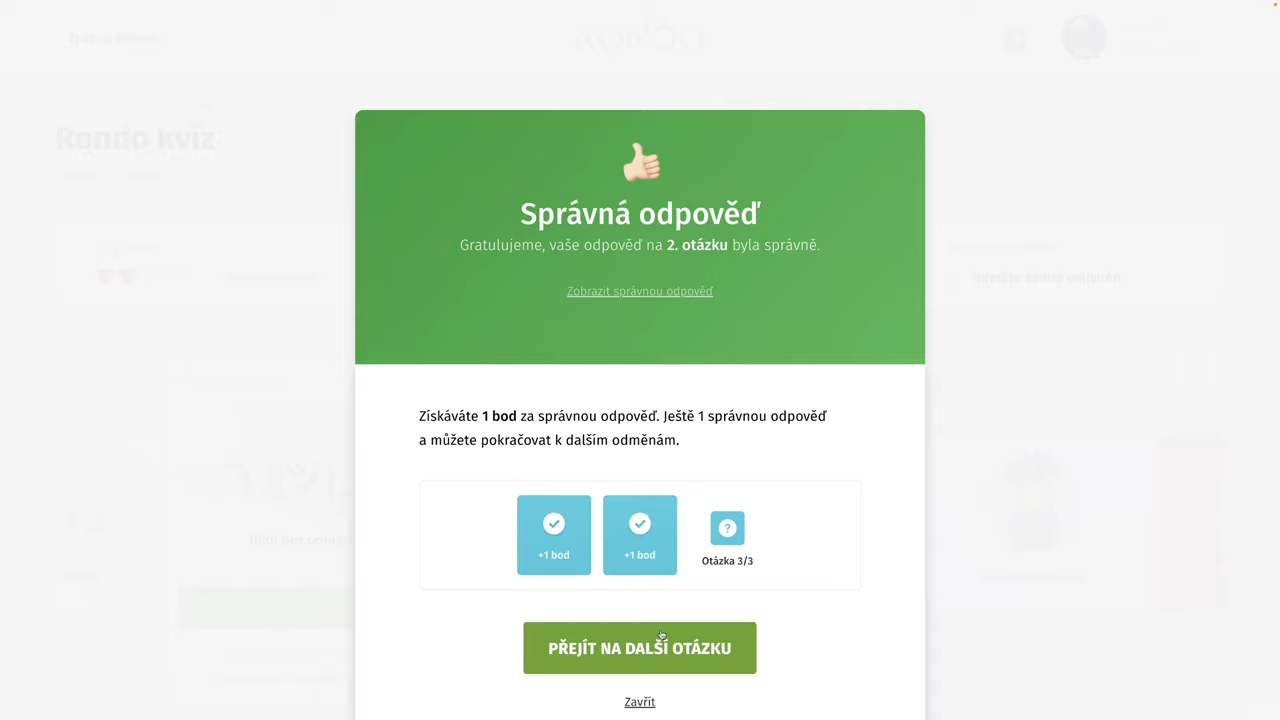 Rondo kvíz
Správná odpověď
Gratulujeme, vaše odpověď na 2. otázku byla správně.
Zobrazit správnou odpověď
Získáváte 1 bod za správnou odpověď. Ještě 1 správnou odpověď
a můžete pokračovat k dalším odměnám.
+1 bod
+1 bod
?
Otázka 3/3
PŘEJÍT NA DALŠÍ OTÁZKU
Zavřít